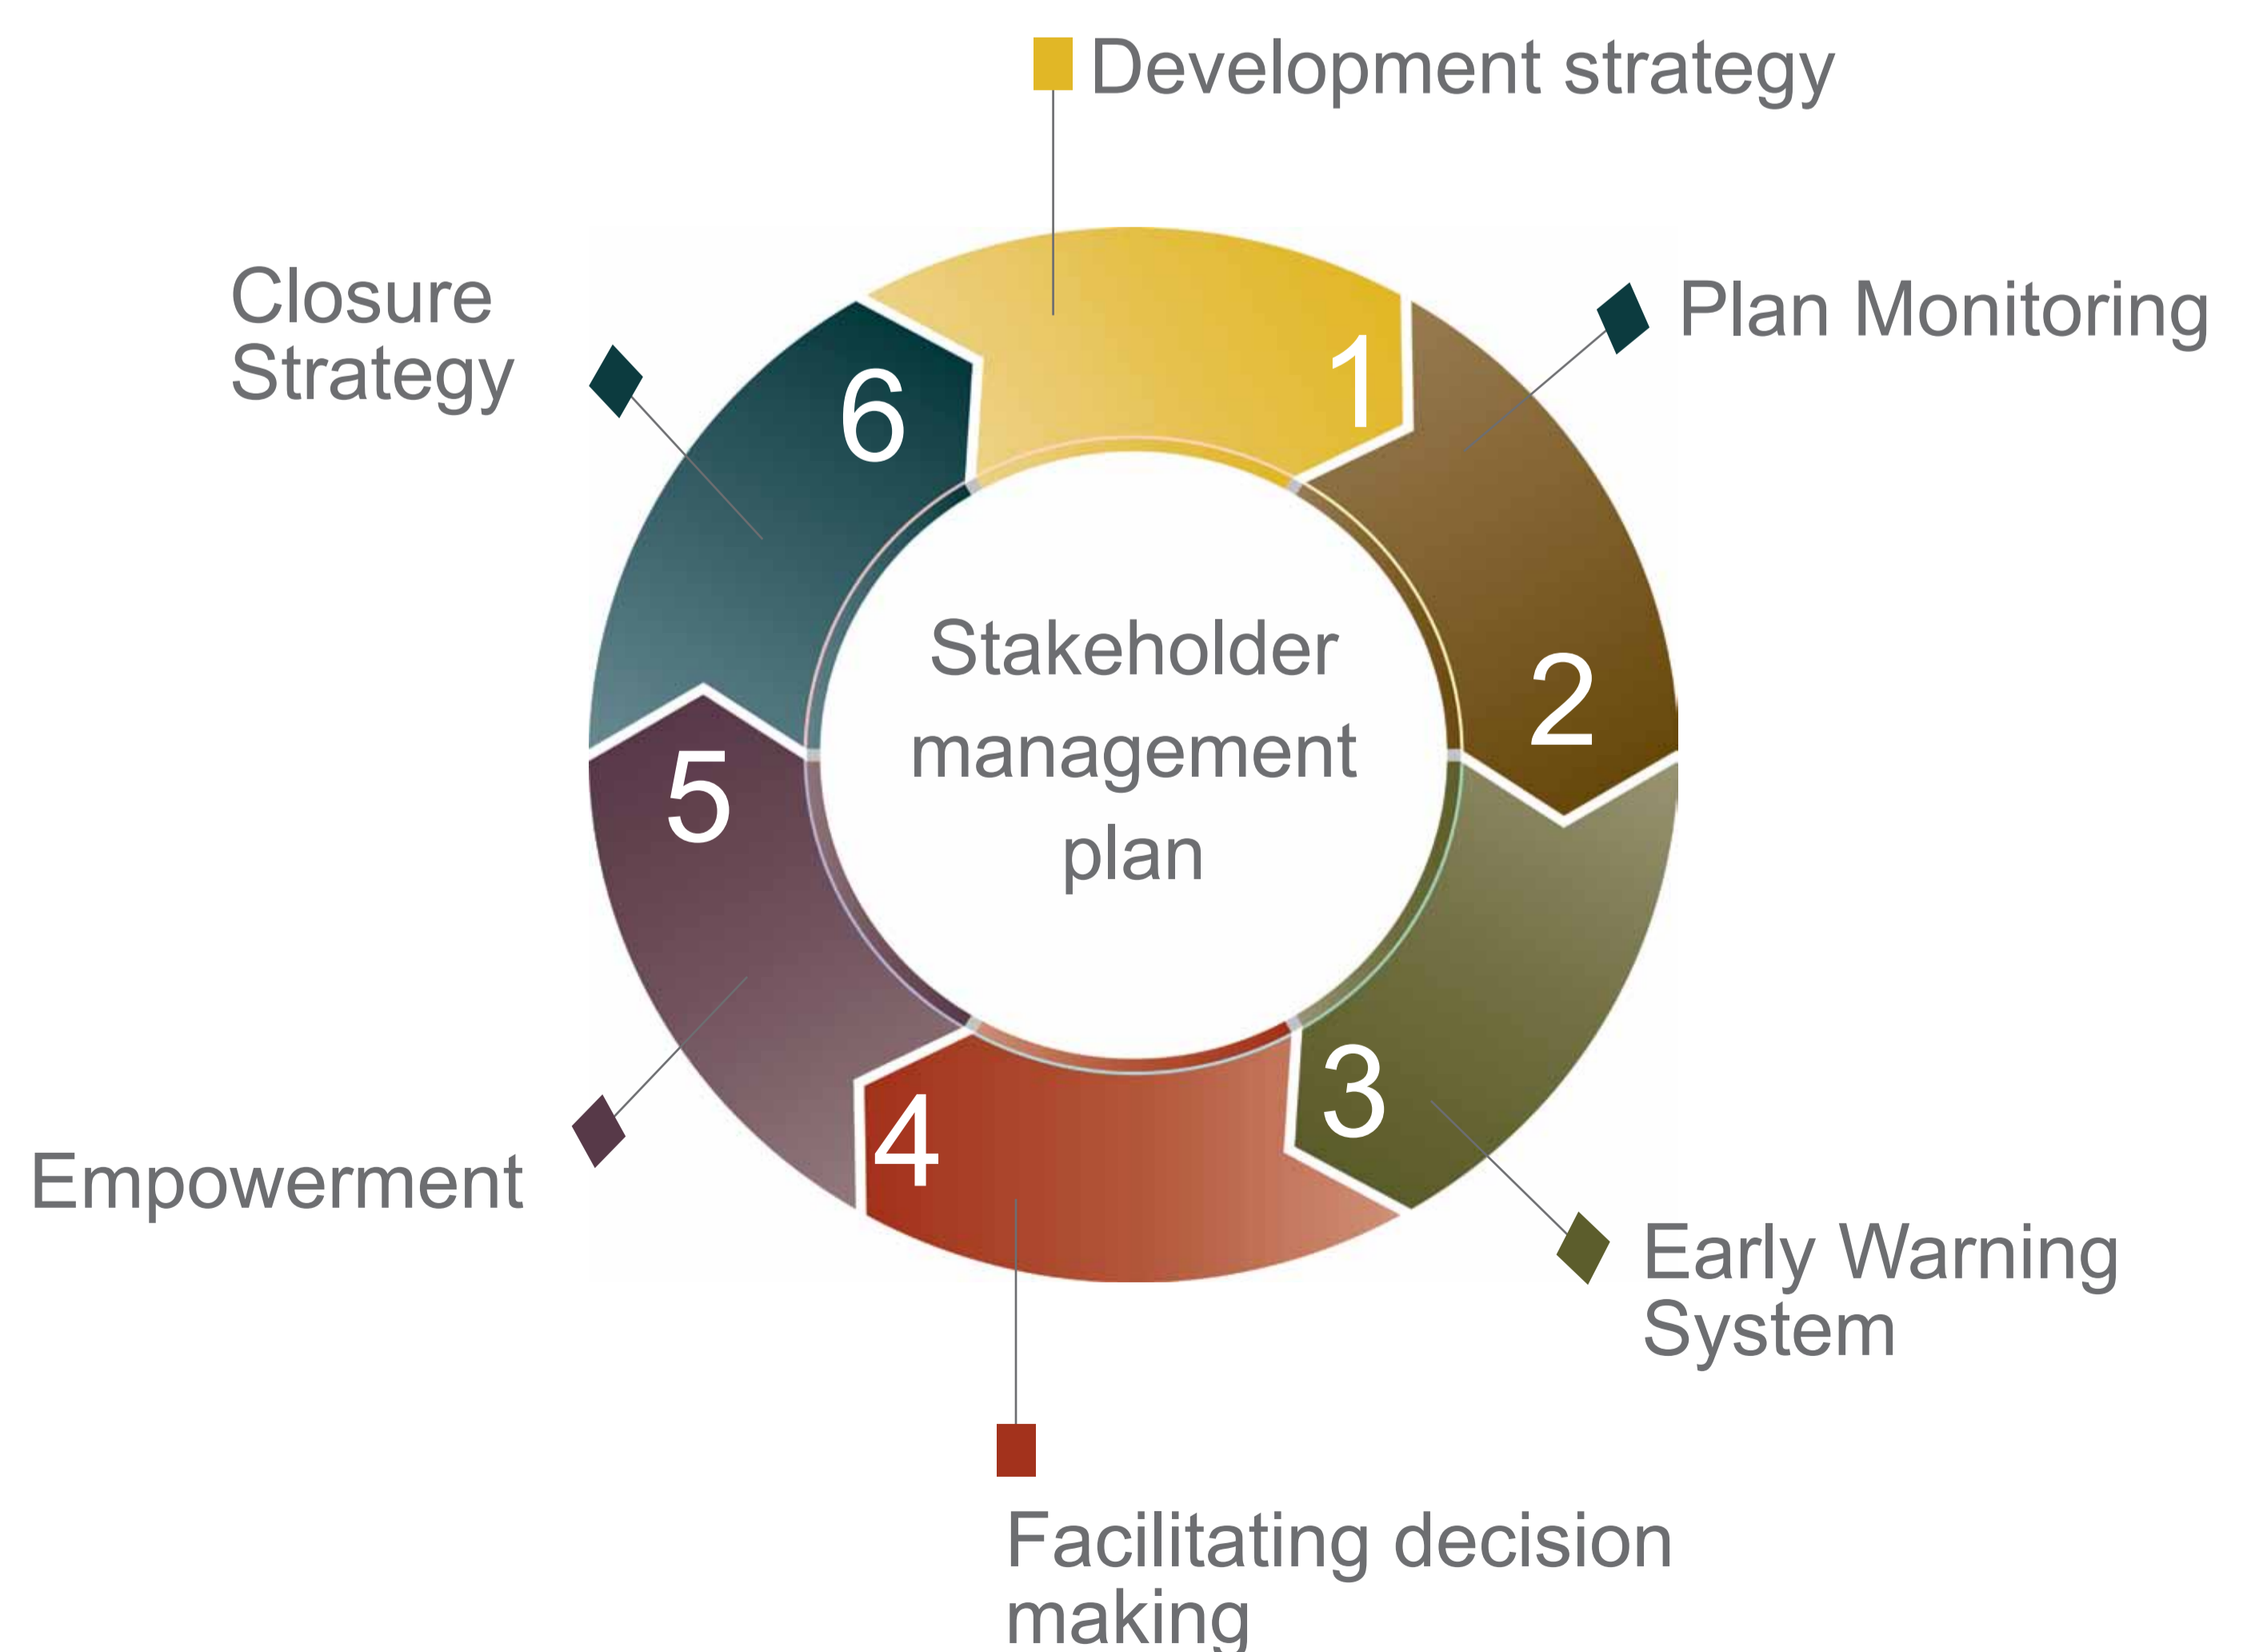 Development strategy
Closure
Strategy
Plan Monitoring
1
6
2
Stakeholder
management
plan
5
3
4
Empowerment
Early Warning
System
Facilitating decision
making